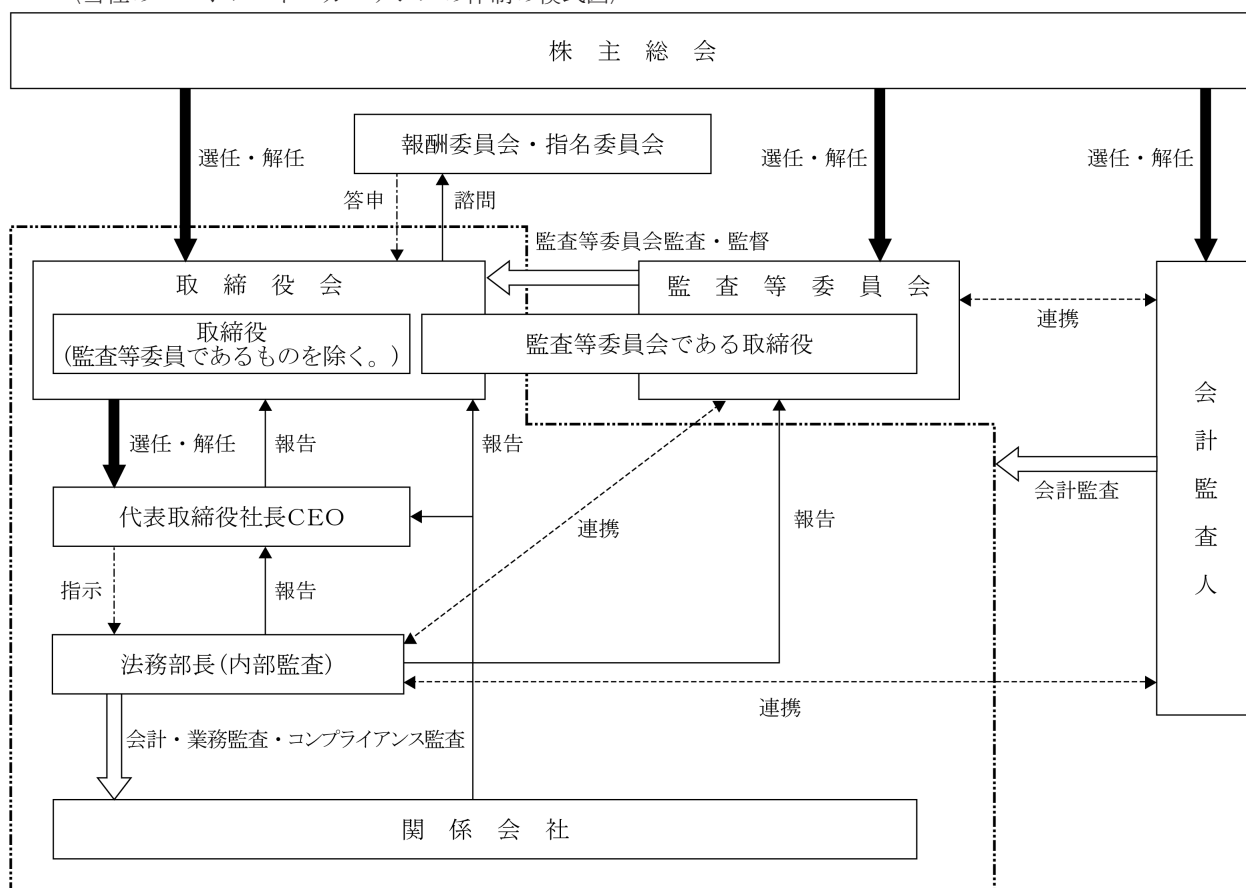 株主総会
報酬委員会・指名委員会
選任・解任
選任・解任
選任・解任
答申
諮問
監査等委員会監査・監督
取締役会
監査等委員会
取締役
(監査等委員であるものを除く。)
監査等委員会である取締役
連携
会計監査人
選任・解任
報告
報告
会計監査
代表取締役社長CEO
連携
報告
指示
報告
法務部長(内部監査)
連携
会計・業務監査・コンプライアンス監査
関係会社